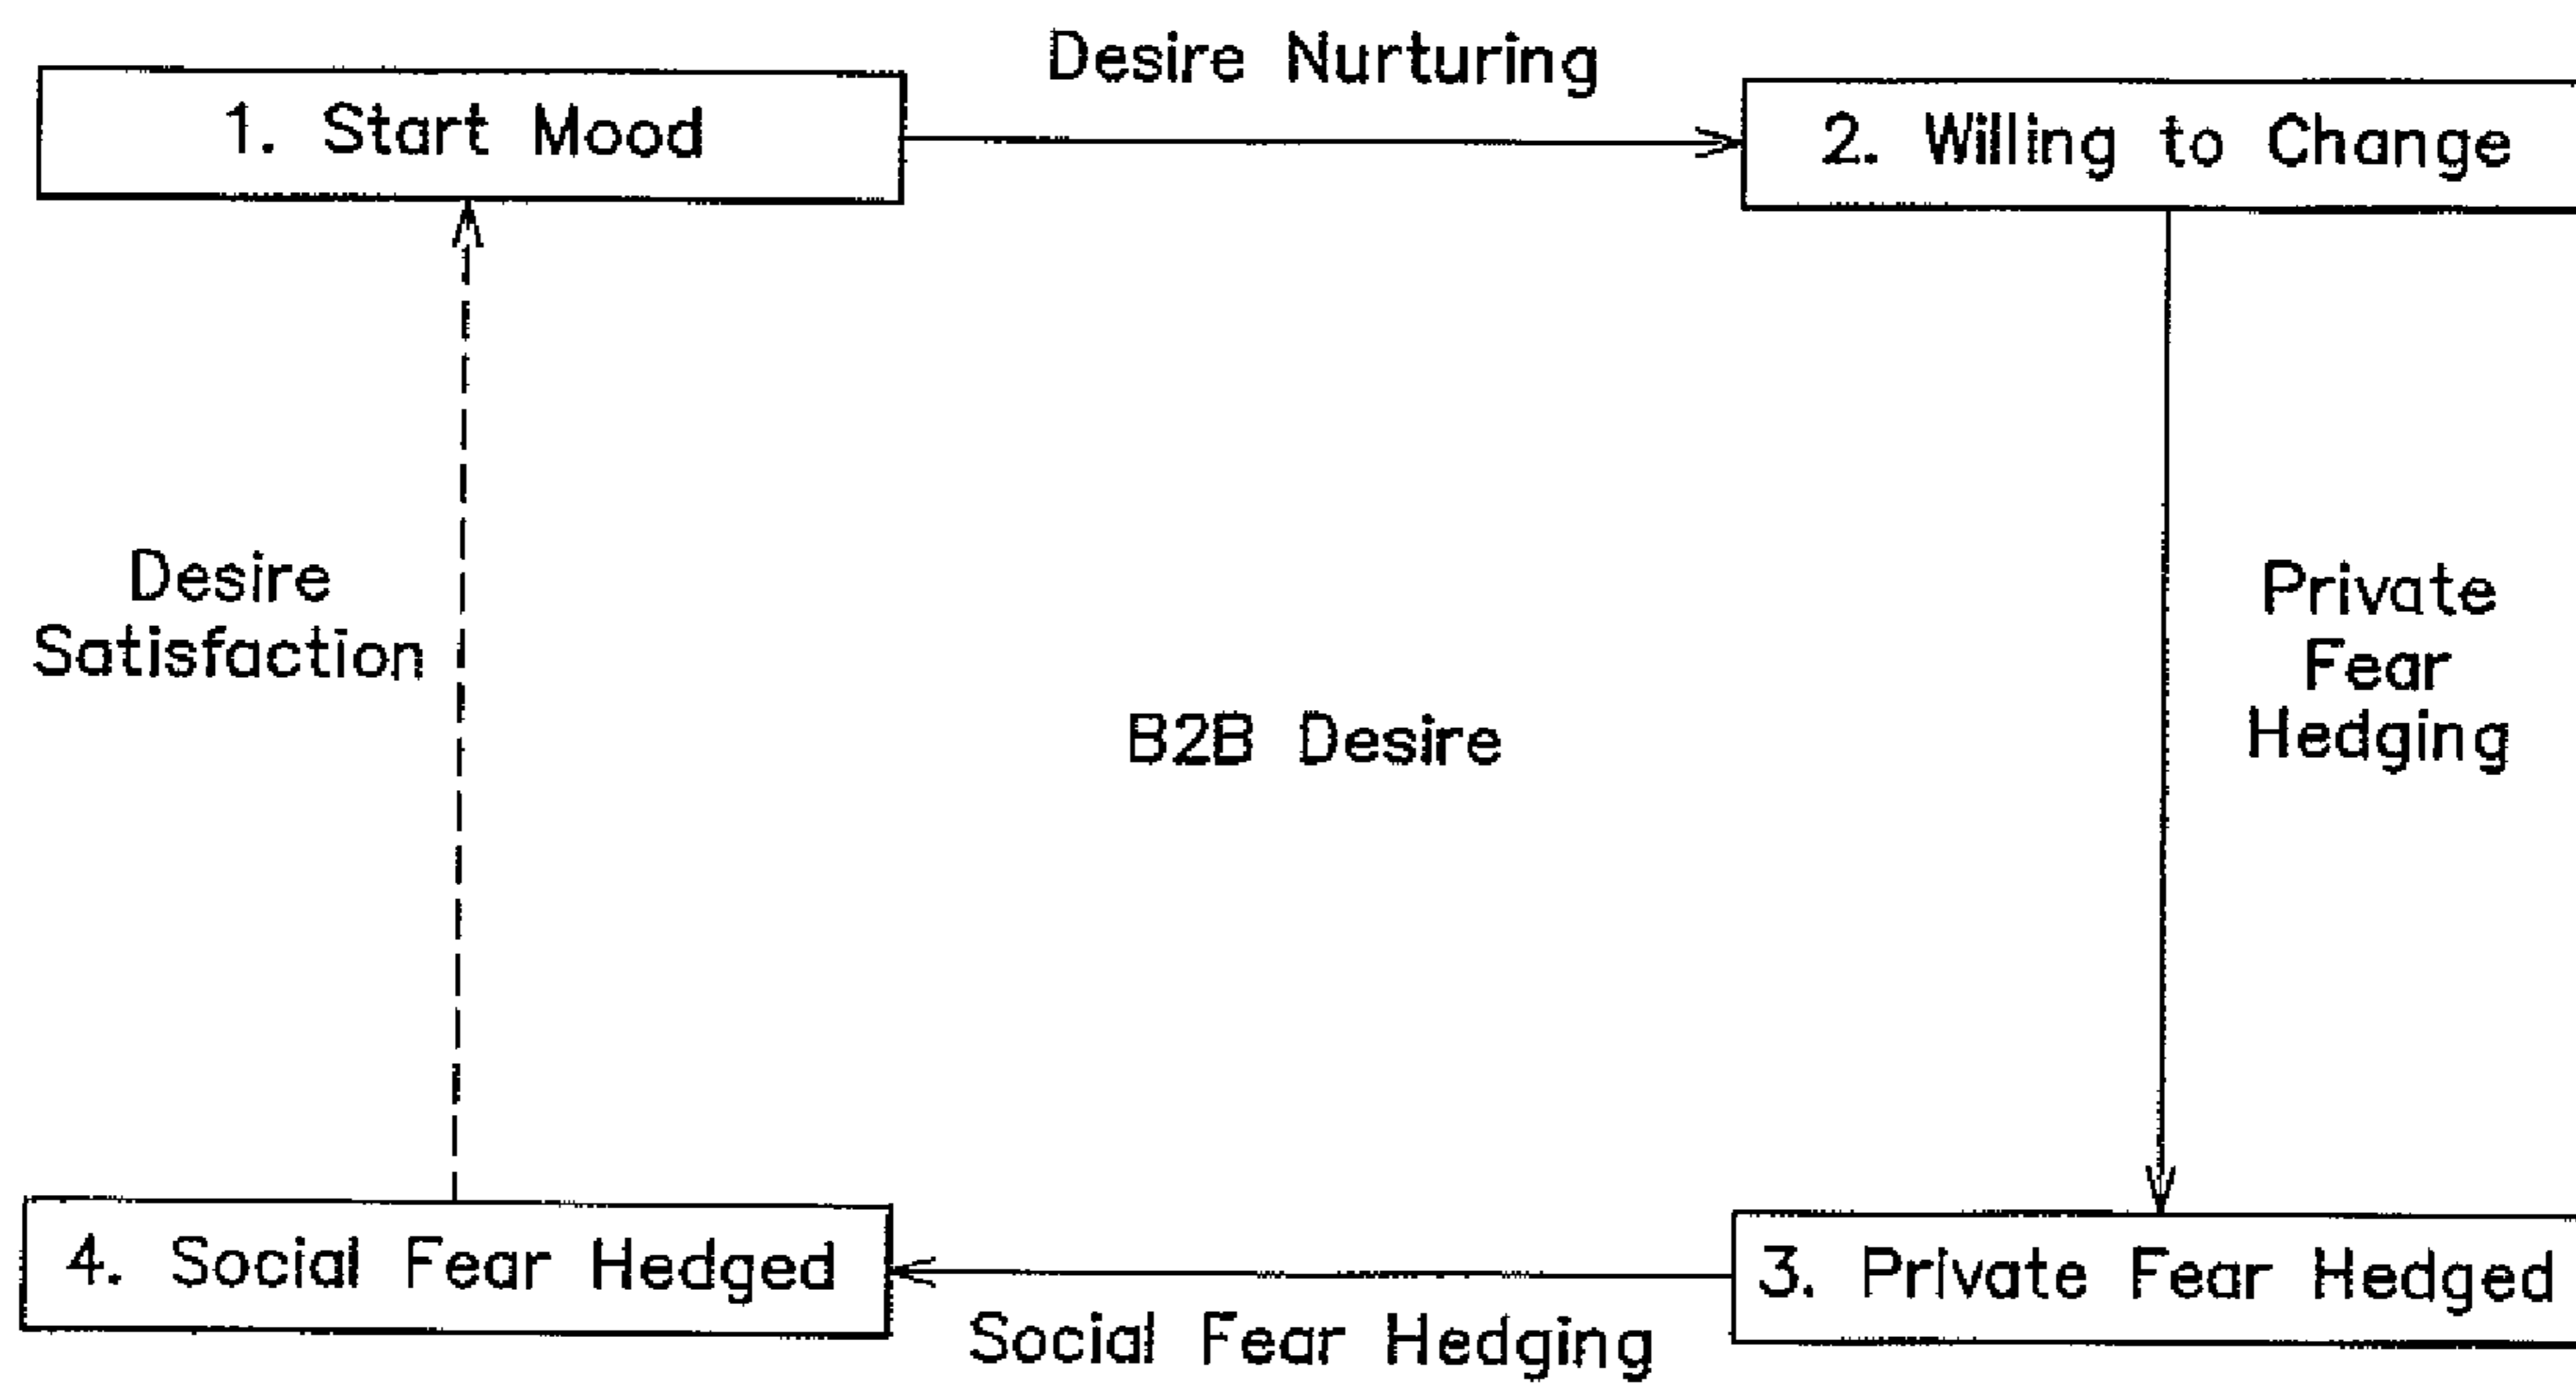 Desire Nurturing
1. Start Mood
2. Willing to Change
Desire
Satisfaction
B2B Desire
Private
Fear
Hedging
4. Social Fear Hedged
3. Private Fear Hedged
Social Fear Hedging